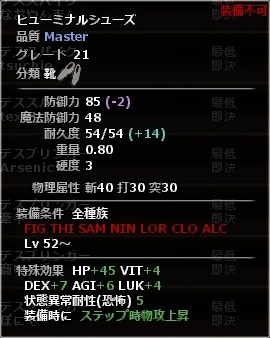 装備不可
ヒューミナルシューズ
品質 Master
グレード 21
分類 靴
防御力 85 (-2)
魔法防御力 48
耐久度 54/54 (+14)
重量 0.80
硬度 3
物理属性 斬40 打30 突30
装備条件 全種族
FIG THI SAM NIN LOR CLO ALC
Lv 52～
特殊効果 HP+45 VIT+4
DEX+7 AGI+6 LUK+4
状態異常耐性(恐怖) 5
装備時に ステップ時物攻上昇